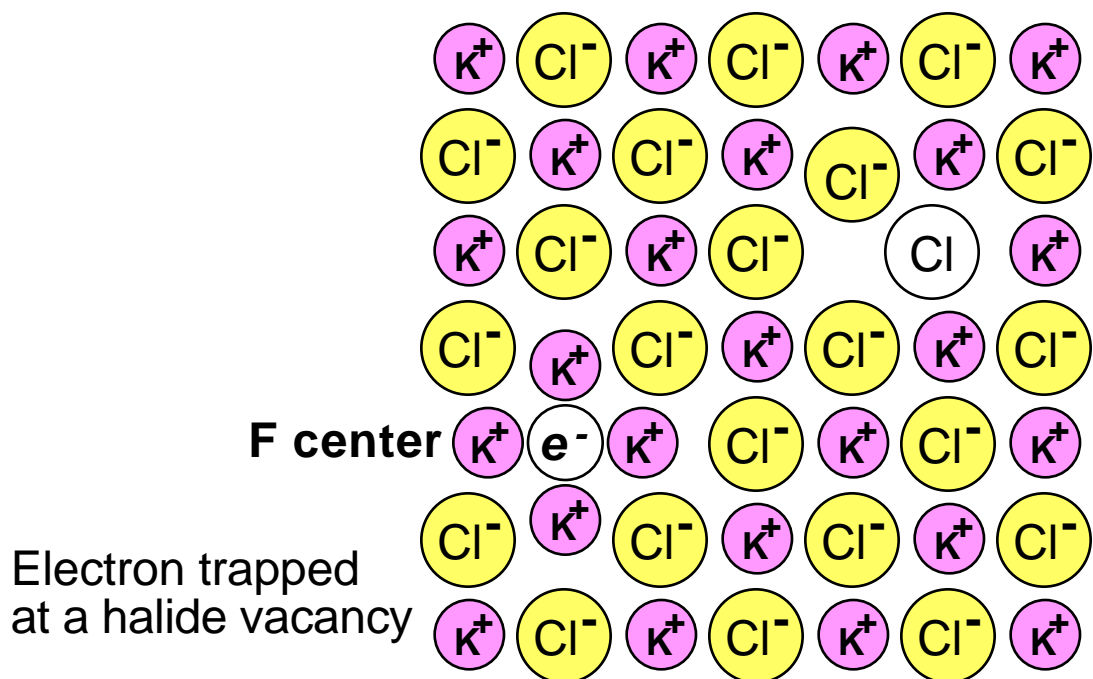 K+ Cl- K+ Cl- K+ Cl- K+
Cl- K+ Cl- K+ Cl- K+ Cl-
K+ Cl- K+ Cl- Cl K+
Cl- K+ Cl- K+ Cl- K+ Cl-
F center K+ e- K+ Cl- K+ Cl- K+
Cl- K+ Cl- K+ Cl- K+ Cl-
Electron trapped
at a halide vacancy
K+ Cl- K+ Cl- K+ Cl- K+